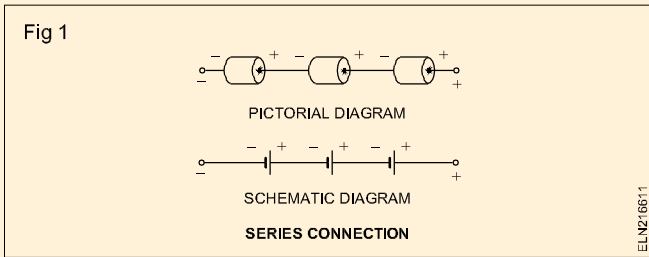 Fig 1
− + − + − +
− +
PICTORIAL DIAGRAM
− + − + − +
− +
SCHEMATIC DIAGRAM
SERIES CONNECTION
ELN216611